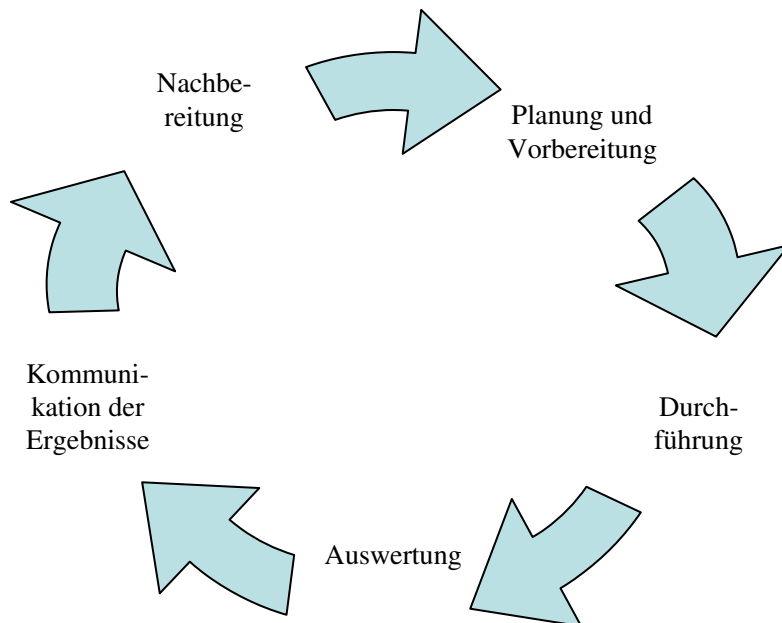 Nachbe-
reitung
Planung und
Vorbereitung
Durch-
führung
Auswertung
Kommuni-
kation der
Ergebnisse